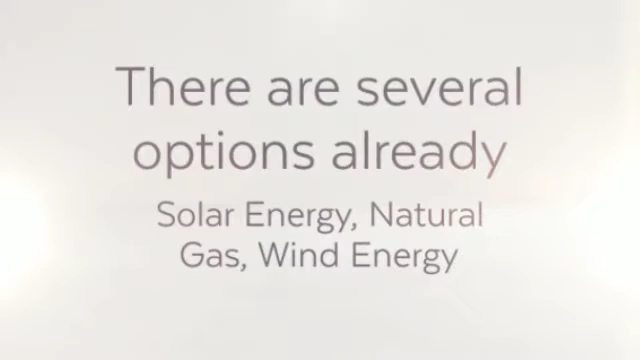 There are several
options already
Solar Energy, Natural
Gas, Wind Energy